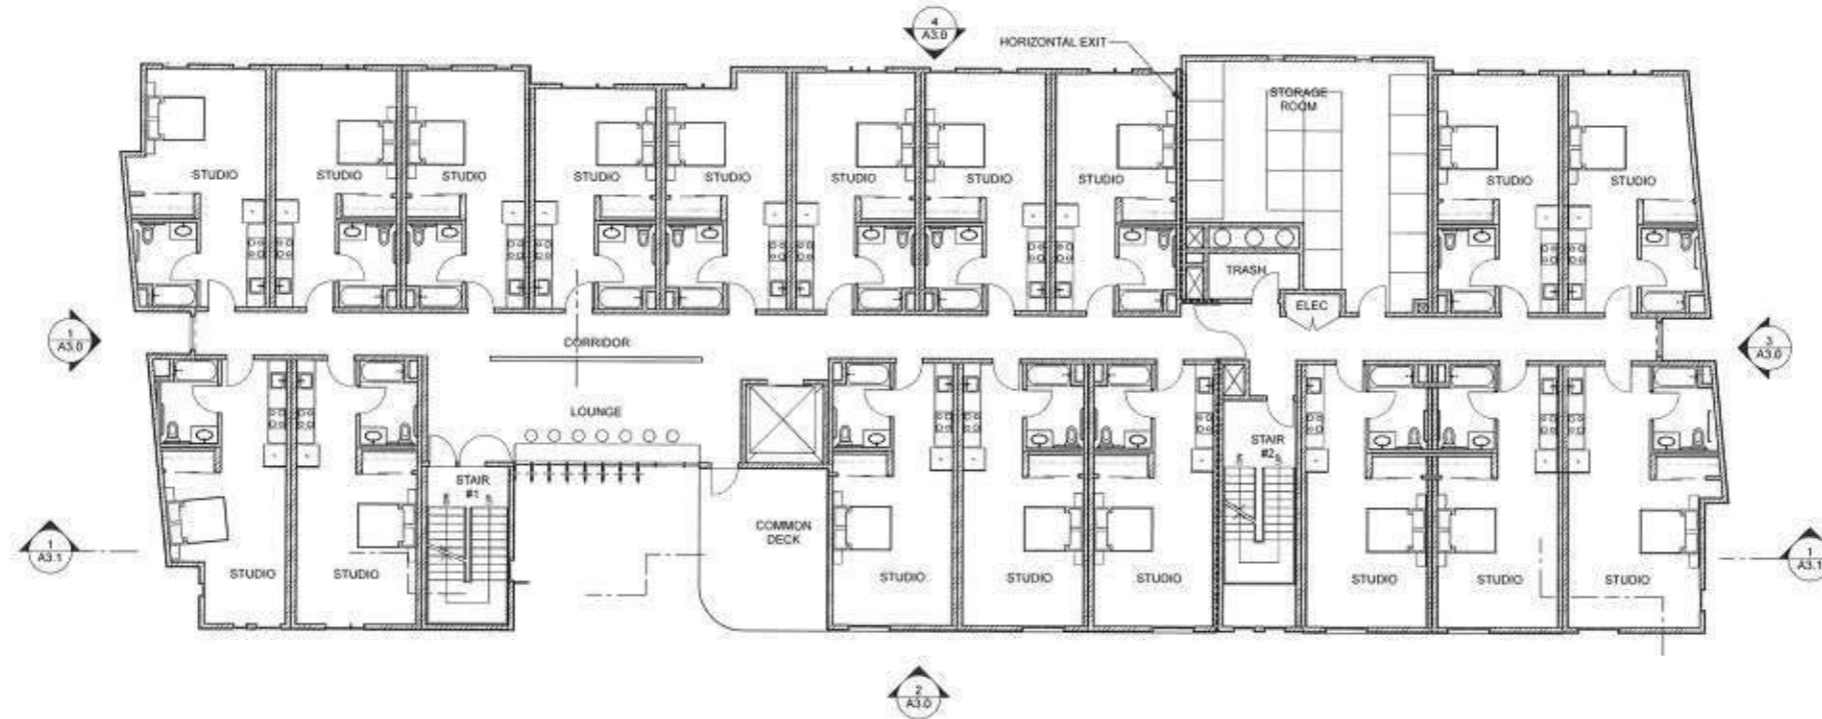 4
A3.0
HORIZONTAL EXIT
STORAGE
ROOM
STUDIO
STUDIO
STUDIO
STUDIO
STUDIO
STUDIO
STUDIO
STUDIO
STUDIO
STUDIO
TRASH
ELEC
1
A3.0
CORRIDOR
3
A3.0
LOUNGE
STAIR
#1
STAIR
#2
COMMON
DECK
1
A3.1
1
A3.1
STUDIO
STUDIO
STUDIO
STUDIO
STUDIO
STUDIO
STUDIO
STUDIO
2
A3.0